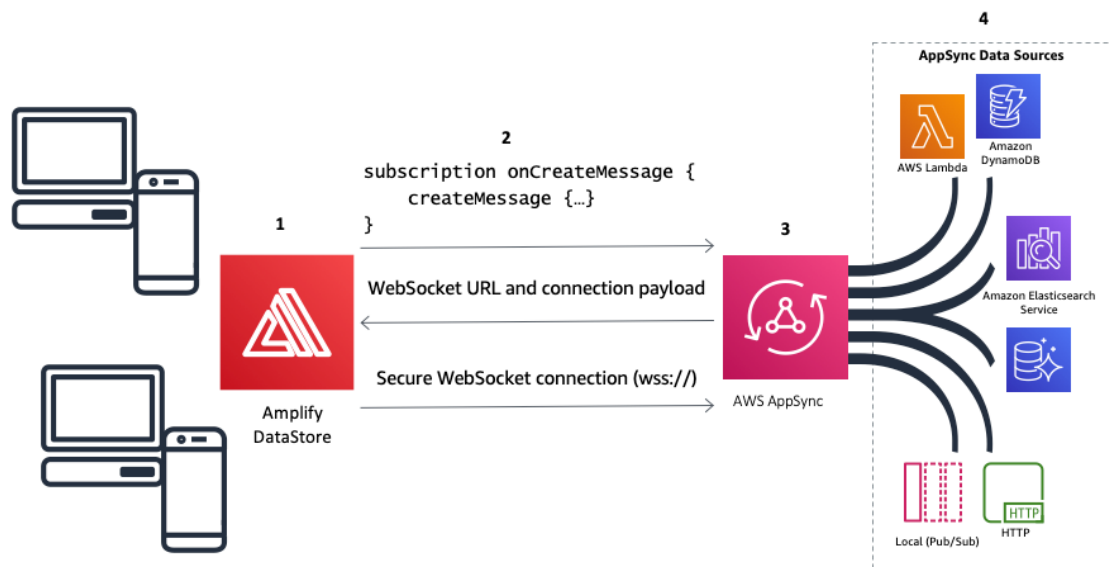 4
AppSync Data Sources
2
AWS Lambda
Amazon
DynamoDB
subscription onCreateMessage {
createMessage {…}
}
1
3
WebSocket URL and connection payload
Amazon Elasticsearch
Service
Secure WebSocket connection (wss://)
AWS AppSync
Amplify
DataStore
HTTP
Local (Pub/Sub)
HTTP